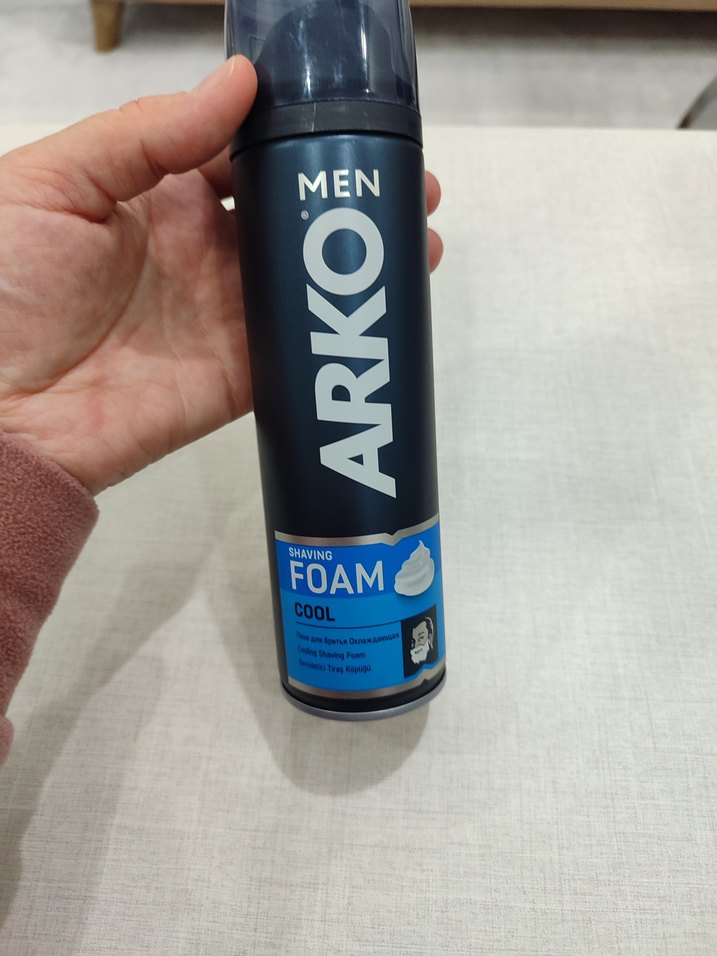 MEN
ARKO®
SHAVING
FOAM
COOL
Пена для бритья Охлаждающая
Cooling Shaving Foam
Serinletici Tıraş Köpüğü